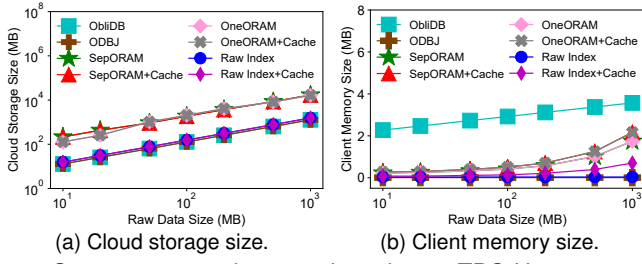 Cloud Storage Size (MB)
10^8
10^6
10^4
10^2
10^0
ObliDB
ODBJ
SepORAM
SepORAM+Cache
OneORAM
OneORAM+Cache
Raw Index
Raw Index+Cache
10^1
10^2
10^3
Raw Data Size (MB)
(a) Cloud storage size.
Client Memory Size (MB)
8
6
4
2
0
ObliDB
ODBJ
SepORAM
SepORAM+Cache
OneORAM
OneORAM+Cache
Raw Index
Raw Index+Cache
10^1
10^2
10^3
Raw Data Size (MB)
(b) Client memory size.